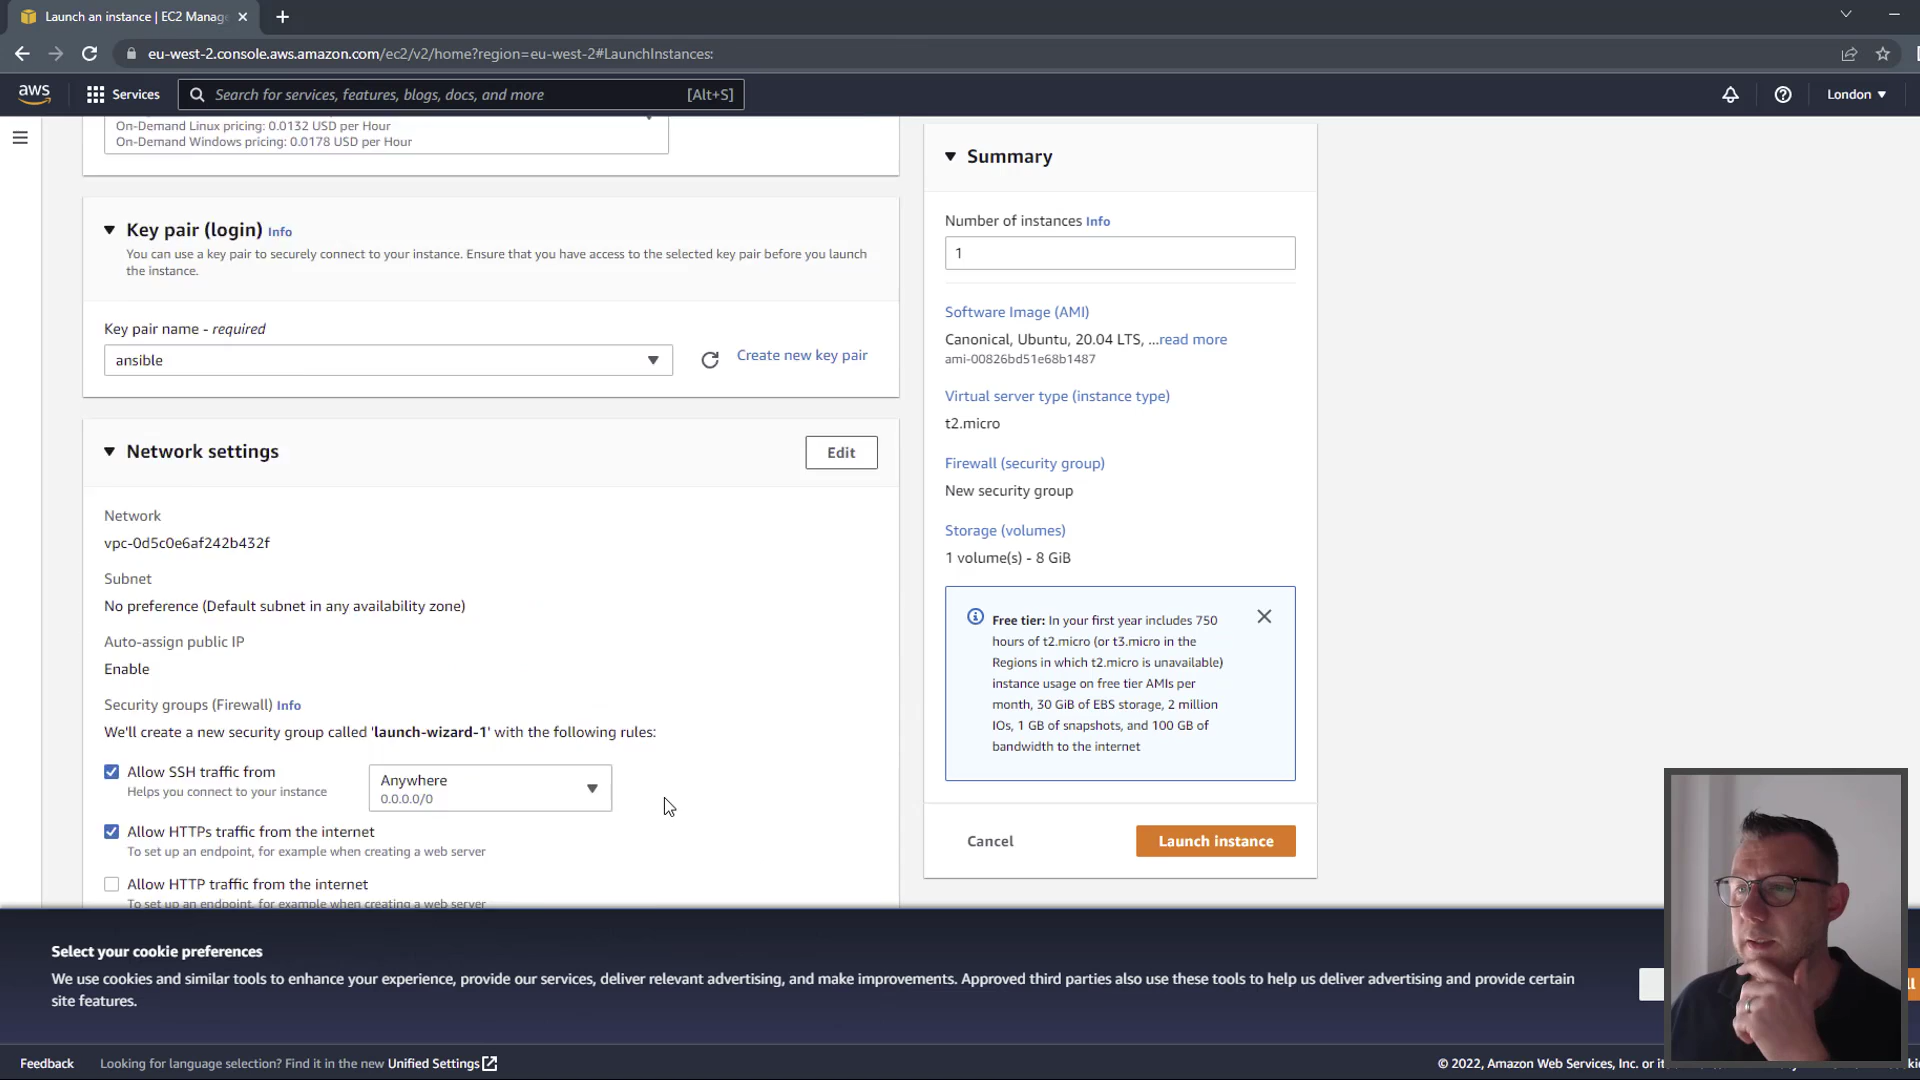 Launch an instance | EC2 Manag
eu-west-2.console.aws.amazon.com/ec2/v2/home?region=eu-west-2#LaunchInstances:
aws
Services
Search for services, features, blogs, docs, and more
[Alt+S]
London
On-Demand Linux pricing: 0.0132 USD per Hour
On-Demand Windows pricing: 0.0178 USD per Hour
Key pair (login) Info
You can use a key pair to securely connect to your instance. Ensure that you have access to the selected key pair before you launch
the instance.
Key pair name - required
ansible
Create new key pair
Network settings
Edit
Network
vpc-0d5c0e6af242b432f
Subnet
No preference (Default subnet in any availability zone)
Auto-assign public IP
Enable
Security groups (Firewall) Info
We'll create a new security group called 'launch-wizard-1' with the following rules:
Allow SSH traffic from
Helps you connect to your instance
Anywhere
0.0.0.0/0
Allow HTTPs traffic from the internet
To set up an endpoint, for example when creating a web server
Allow HTTP traffic from the internet
To set up an endpoint, for example when creating a web server
Summary
Number of instances Info
1
Software Image (AMI)
Canonical, Ubuntu, 20.04 LTS, ...read more
ami-00826bd51e68b1487
Virtual server type (instance type)
t2.micro
Firewall (security group)
New security group
Storage (volumes)
1 volume(s) - 8 GiB
Free tier: In your first year includes 750
hours of t2.micro (or t3.micro in the
Regions in which t2.micro is unavailable)
instance usage on free tier AMIs per
month, 30 GiB of EBS storage, 2 million
IOs, 1 GB of snapshots, and 100 GB of
bandwidth to the internet
Cancel
Launch instance
Select your cookie preferences
We use cookies and similar tools to enhance your experience, provide our services, deliver relevant advertising, and make improvements. Approved third parties also use these tools to help us deliver advertising and provide certain
site features.
Feedback
Looking for language selection? Find it in the new Unified Settings
© 2022, Amazon Web Services, Inc. or it